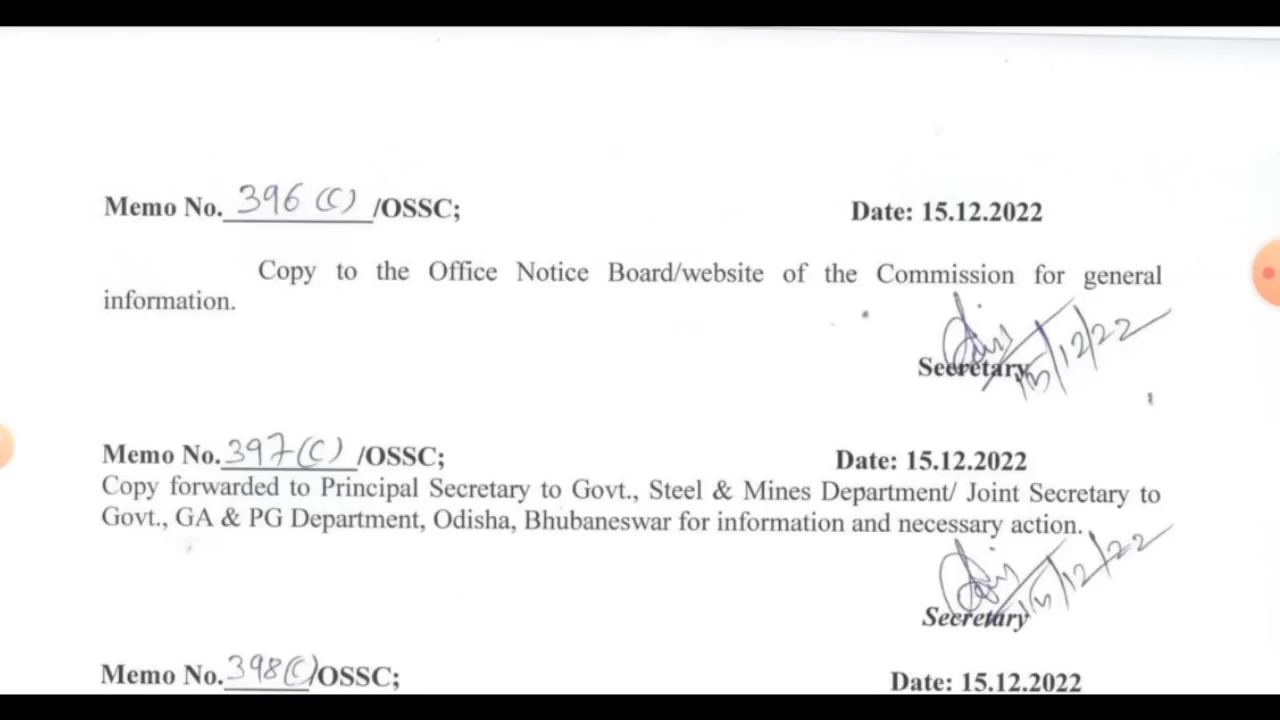 Memo No. 396 (C) /OSSC; Date: 15.12.2022
Copy to the Office Notice Board/website of the Commission for general
information.
Secretary
15/12/22
Memo No. 397(C) /OSSC; Date: 15.12.2022
Copy forwarded to Principal Secretary to Govt., Steel & Mines Department/ Joint Secretary to
Govt., GA & PG Department, Odisha, Bhubaneswar for information and necessary action.
Secretary
15/12/22
Memo No. 398(C)/OSSC; Date: 15.12.2022